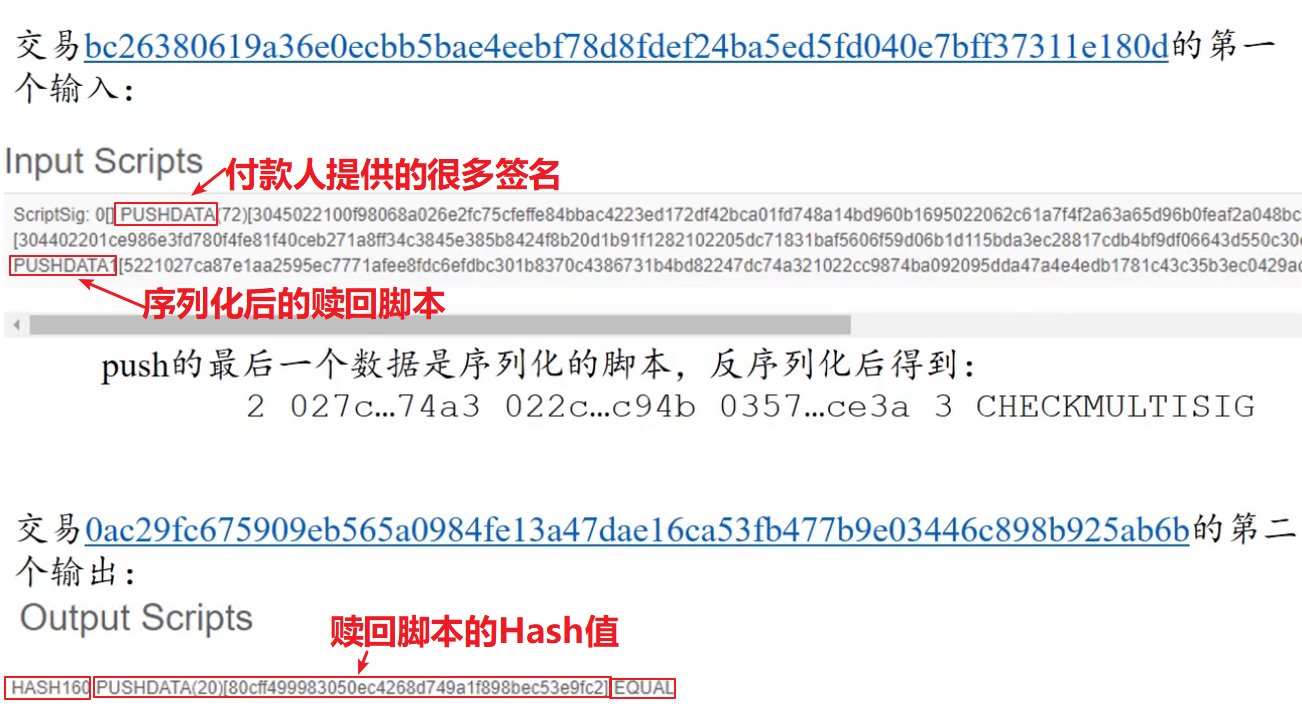 交易bc26380619a36e0ecbb5bae4eebf78d8fdef24ba5ed5fd040e7bff37311e180d的第一
个输入：
Input Scripts
付款人提供的很多签名
ScriptSig: 0[] PUSHDATA(72)[3045022100f98068a026e2fc75cfeffe84bbac4223ed172df42bca01fd748a14bd960b1695022062c61a7f4f2a63a65d96b0feaf2a048bc
[304402201ce986e3fd780f4fe81f40ceb271a8ff34c3845e385b8424f8b20d1b91f1282102205dc71831baf5606f59d06b1d115bda3ec28817cdb4bf9df06643d550c30
PUSHDATA1[5221027ca87e1aa2595ec7771afee8fdc6efdbc301b8370c4386731b4bd82247dc74a321022cc9874ba092095dda47a4e4edb1781c43c35b3ec0429a
序列化后的赎回脚本
push的最后一个数据是序列化的脚本，反序列化后得到：
2 027c…74a3 022c…c94b 0357…ce3a 3 CHECKMULTISIG
交易0ac29fc675909eb565a0984fe13a47dae16ca53fb477b9e03446c898b925ab6b的第二
个输出：
Output Scripts
赎回脚本的Hash值
HASH160 PUSHDATA(20)[80cff499983050ec4268d749a1f898bec53e9fc2] EQUAL